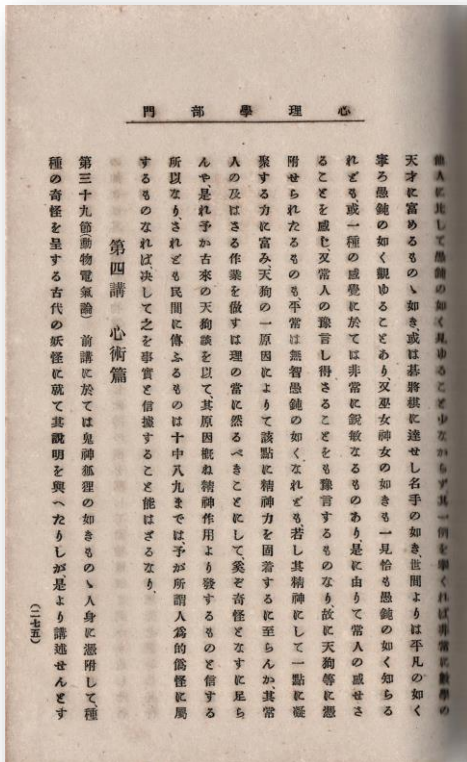 心理學部門
他人に比して愚鈍の如く見ゆること少なからず其一例を擧くれば非常に數學の
天才に富めるものゝ如き或は碁將棋に達せし名手の如き、世間よりは平凡の如く
寧ろ愚鈍の如く觀ゆることあり、又巫女神女の如きも一見恰も愚鈍の如く知らる
れども或一種の感覺に於ては非常に鋭敏なるものあり、是に由りて常人の感せさ
ることを感し、又常人の豫言し得さることをも豫言するものなり、故に天狗等に憑
附せられたるものも、平常は無智愚鈍の如くなれども、若し其精神にして一點に凝
聚する力に富み、天狗の一原因によりて該點に精神力を固着するに至らんか、其常
人の及はさる作業を做すは理の當に然るべきことにして、奚ぞ奇怪となすに足ら
んや、是れ予か古來の天狗談を以て、其原因概ね精神作用より發するものと信する
所以なり、されども民間に傳ふるものは十中八九までは、予が所謂人爲的僞怪に屬
するものなれば決して之を事實と信據すること能はざるなり、
第四講 心術篇
第三十九節(動物電氣論) 前講に於ては鬼神狐狸の如きものゝ人身に憑附して、種
種の奇怪を呈する古代の妖怪に就て其說明を與へたりしが是より講述せんとす
(二七五)